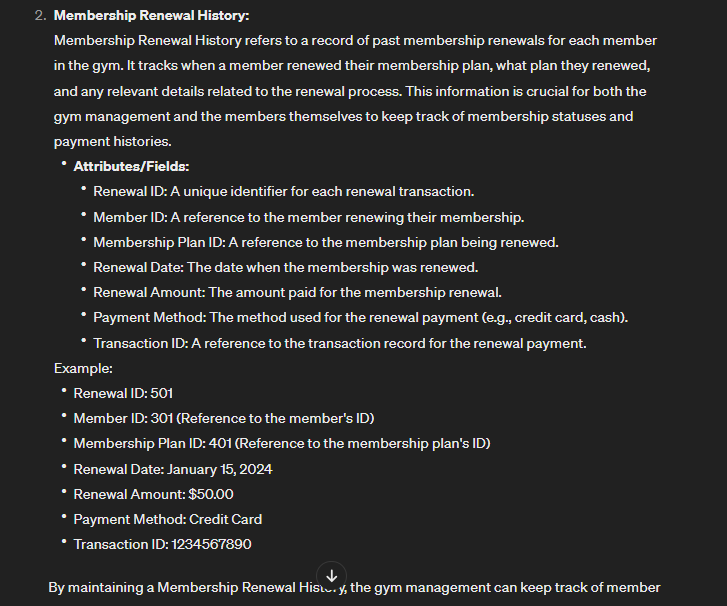 2. Membership Renewal History:
Membership Renewal History refers to a record of past membership renewals for each member
in the gym. It tracks when a member renewed their membership plan, what plan they renewed,
and any relevant details related to the renewal process. This information is crucial for both the
gym management and the members themselves to keep track of membership statuses and
payment histories.
• Attributes/Fields:
• Renewal ID: A unique identifier for each renewal transaction.
• Member ID: A reference to the member renewing their membership.
• Membership Plan ID: A reference to the membership plan being renewed.
• Renewal Date: The date when the membership was renewed.
• Renewal Amount: The amount paid for the membership renewal.
• Payment Method: The method used for the renewal payment (e.g., credit card, cash).
• Transaction ID: A reference to the transaction record for the renewal payment.
Example:
• Renewal ID: 501
• Member ID: 301 (Reference to the member's ID)
• Membership Plan ID: 401 (Reference to the membership plan's ID)
• Renewal Date: January 15, 2024
• Renewal Amount: $50.00
• Payment Method: Credit Card
• Transaction ID: 1234567890
By maintaining a Membership Renewal History, the gym management can keep track of member